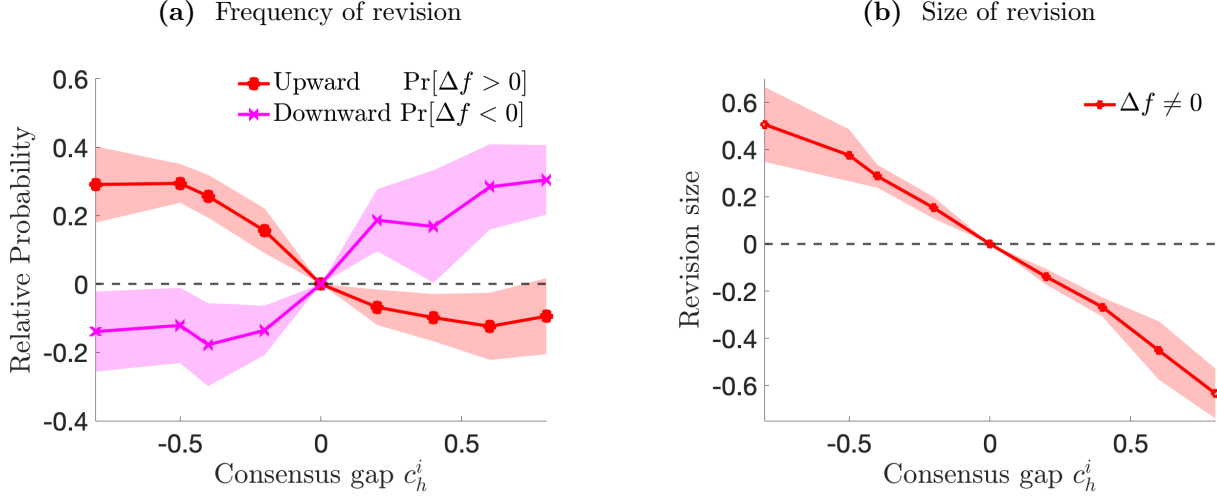 (a) Frequency of revision
0.6
0.4
0.2
0
-0.2
-0.4
Relative Probability
Upward Pr[Δf > 0]
Downward Pr[Δf < 0]
-0.5
0
0.5
Consensus gap c_h^i
(b) Size of revision
0.6
0.4
0.2
0
-0.2
-0.4
-0.6
Revision size
Δf ≠ 0
-0.5
0
0.5
Consensus gap c_h^i